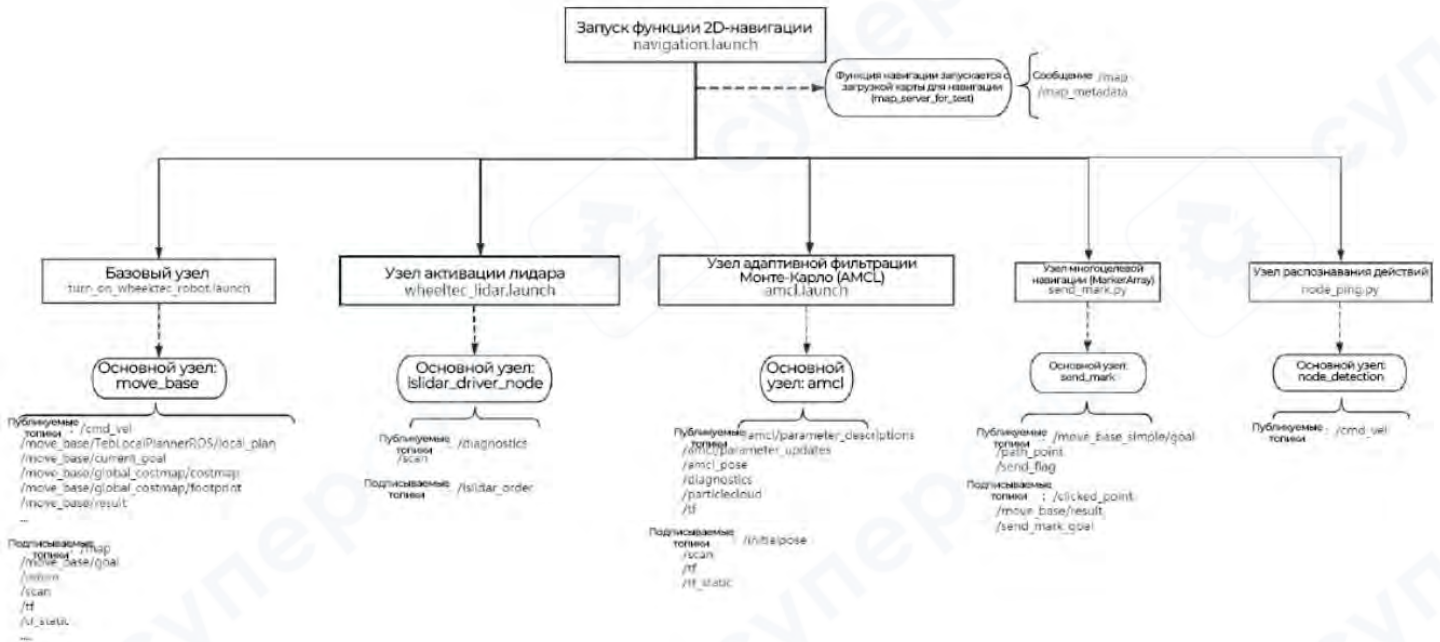 Запуск функции 2D-навигации
navigation.launch
Функция навигации запускается с
загрузкой карты для навигации
(map_server_for_test)
Сообщение /map
/map_metadata
Базовый узел
turn_on_wheektec_robot.launch
Основной узел:
move_base
Публикуемые
топики : /cmd_vel
/move_base/TebLocalPlannerROS/local_plan
/move_base/current_goal
/move_base/global_costmap/costmap
/move_base/global_costmap/footprint
/move_base/result
...
Подписываемые
топики : /map
/move_base/goal
/scan
/tf
/tf_static
....
Узел активации лидара
wheeltec_lidar.launch
Основной узел:
lslidar_driver_node
Публикуемые
топики : /diagnostics
/scan
Подписываемые
топики : /lslidar_order
Узел адаптивной фильтрации
Монте-Карло (AMCL)
amcl.launch
Основной
узел: amcl
Публикуемые
топики /amcl/parameter_descriptions
/amcl/parameter_updates
/amcl_pose
/diagnostics
/particlecloud
/tf
Подписываемые
топики : /initialpose
/scan
/tf
/tf_static
Узел многоцелевой
навигации (MarkerArray)
send_mark.py
Основной узел:
send_mark
Публикуемые
топики : /move_base_simple/goal
/path_point
/send_flag
Подписываемые
топики : /clicked_point
/move_base/result
/send_mark_goal
Узел распознавания действий
node_ping.py
Основной узел:
node_detection
Публикуемые
топики : /cmd_vel
супер